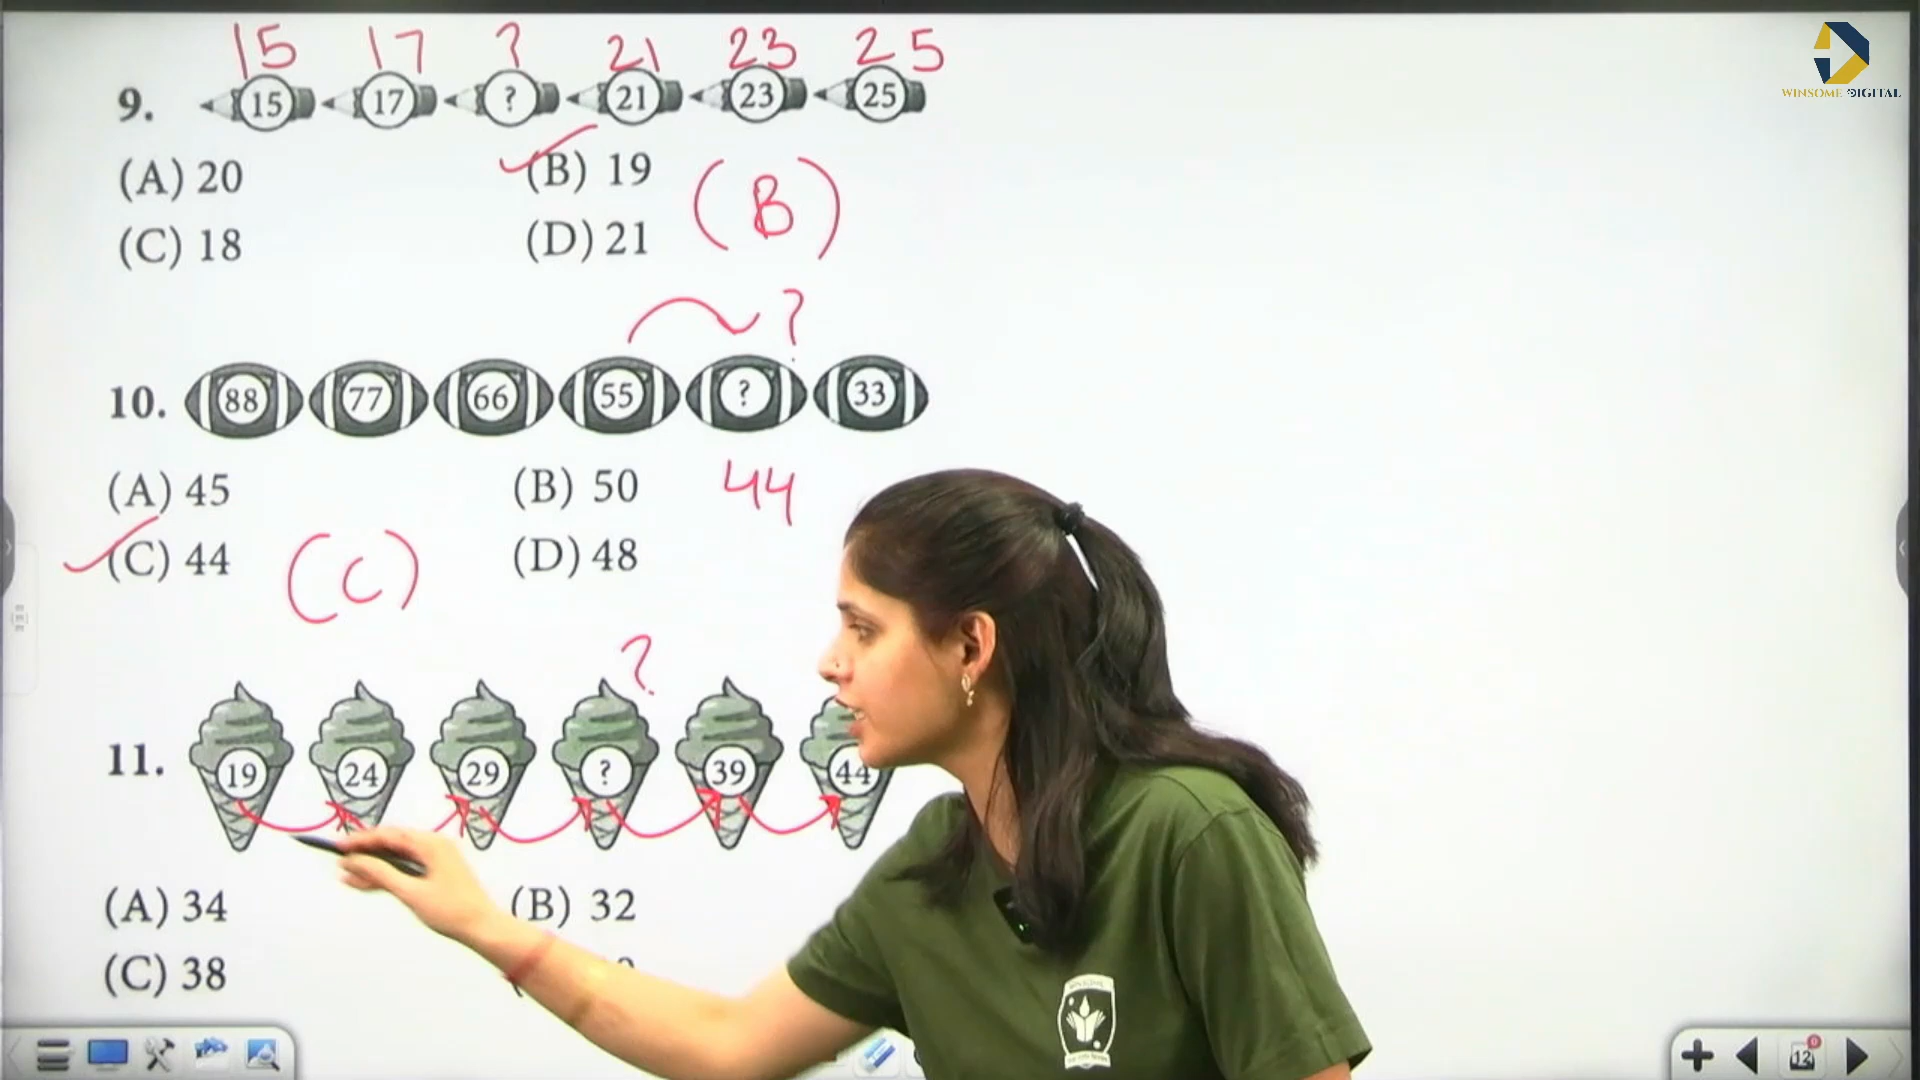 15 17 ? 21 23 25
9. 15 17 ? 21 23 25
(A) 20 (B) 19
(B)
(C) 18 (D) 21
?
10. 88 77 66 55 ? 33
(A) 45 (B) 50 44
(C) 44 (C) (D) 48
?
11. 19 24 29 ? 39 44
(A) 34 (B) 32
(C) 38
WINSOME DIGITAL
12